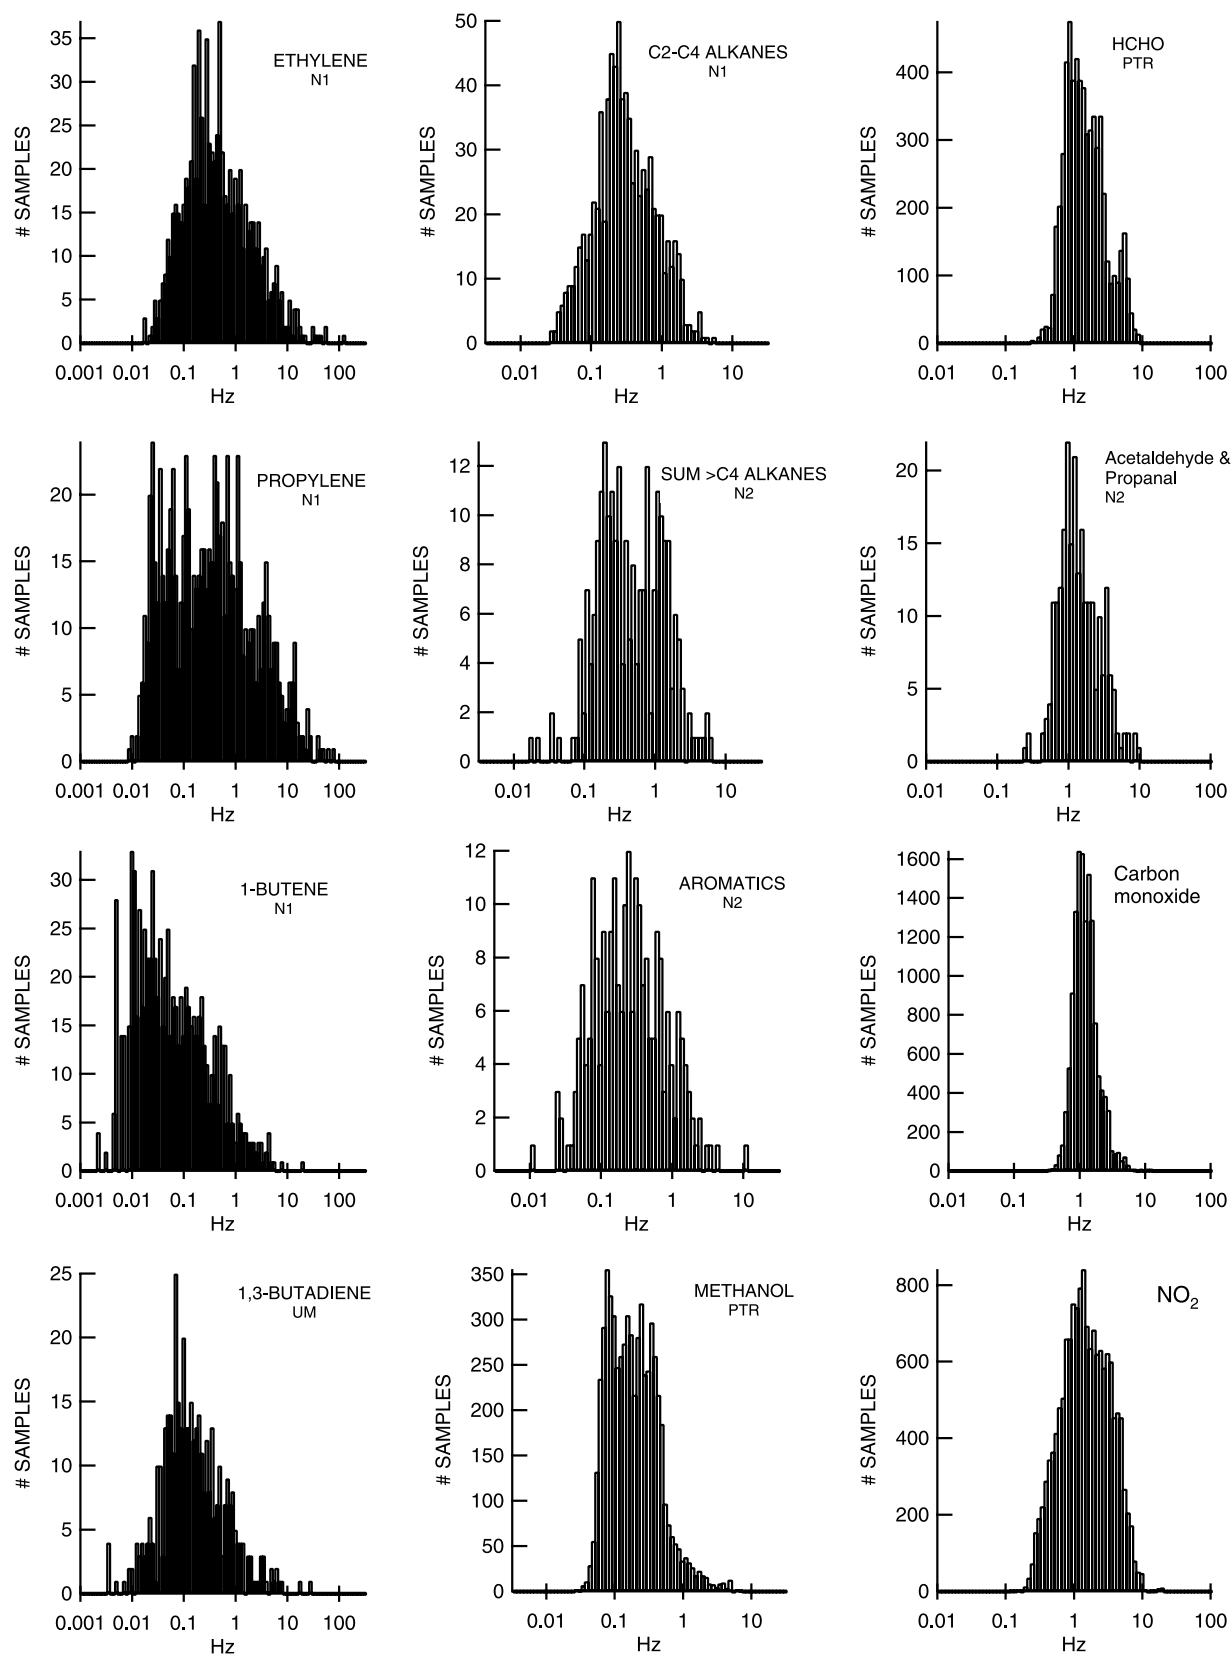 ETHYLENE
N1
# SAMPLES
35
30
25
20
15
10
5
0
0.001 0.01 0.1 1 10 100
Hz
C2-C4 ALKANES
N1
# SAMPLES
50
40
30
20
10
0
0.01 0.1 1 10
Hz
HCHO
PTR
# SAMPLES
400
300
200
100
0
0.01 0.1 1 10 100
Hz
PROPYLENE
N1
# SAMPLES
20
15
10
5
0
0.001 0.01 0.1 1 10 100
Hz
SUM >C4 ALKANES
N2
# SAMPLES
12
10
8
6
4
2
0
0.01 0.1 1 10
Hz
Acetaldehyde &
Propanal
N2
# SAMPLES
20
15
10
5
0
0.01 0.1 1 10 100
Hz
1-BUTENE
N1
# SAMPLES
30
25
20
15
10
5
0
0.001 0.01 0.1 1 10 100
Hz
AROMATICS
N2
# SAMPLES
12
10
8
6
4
2
0
0.01 0.1 1 10
Hz
Carbon
monoxide
# SAMPLES
1600
1400
1200
1000
800
600
400
200
0
0.01 0.1 1 10 100
Hz
1,3-BUTADIENE
UM
# SAMPLES
25
20
15
10
5
0
0.001 0.01 0.1 1 10 100
Hz
METHANOL
PTR
# SAMPLES
350
300
250
200
150
100
50
0
0.01 0.1 1 10
Hz
NO2
# SAMPLES
800
600
400
200
0
0.01 0.1 1 10 100
Hz